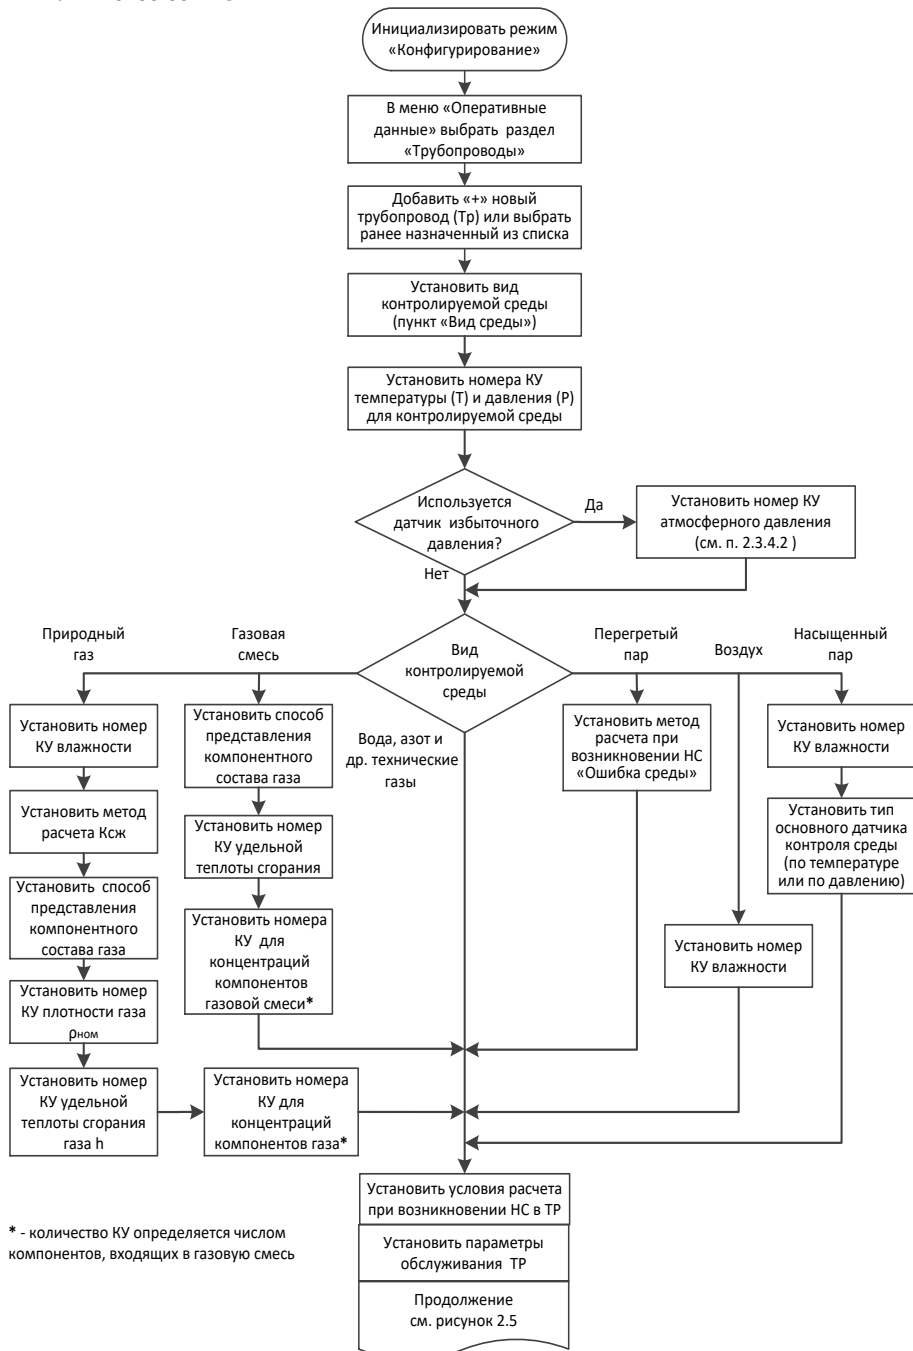 Инициализировать режим
«Конфигурирование»
В меню «Оперативные
данные» выбрать раздел
«Трубопроводы»
Добавить «+» новый
трубопровод (Тр) или выбрать
ранее назначенный из списка
Установить вид
контролируемой среды
(пункт «Вид среды»)
Установить номера КУ
температуры (Т) и давления (Р)
для контролируемой среды
Используется
датчик избыточного
давления?
Да
Установить номер КУ
атмосферного давления
(см. п. 2.3.4.2 )
Нет
Вид
контролируемой
среды
Природный
газ
Газовая
смесь
Перегретый
пар
Воздух
Насыщенный
пар
Вода, азот и
др. технические
газы
Установить номер
КУ влажности
Установить метод
расчета Ксж
Установить способ
представления
компонентного
состава газа
Установить номер
КУ плотности газа
ρном
Установить номер
КУ удельной
теплоты сгорания
газа h
Установить номера
КУ для
концентраций
компонентов газа*
Установить способ
представления
компонентного
состава газа
Установить номер
КУ удельной
теплоты сгорания
Установить номера
КУ для
концентраций
компонентов
газовой смеси*
Установить метод
расчета при
возникновении НС
«Ошибка среды»
Установить номер
КУ влажности
Установить номер
КУ влажности
Установить тип
основного датчика
контроля среды
(по температуре
или по давлению)
Установить условия расчета
при возникновении НС в ТР
Установить параметры
обслуживания ТР
Продолжение
см. рисунок 2.5
* - количество КУ определяется числом
компонентов, входящих в газовую смесь